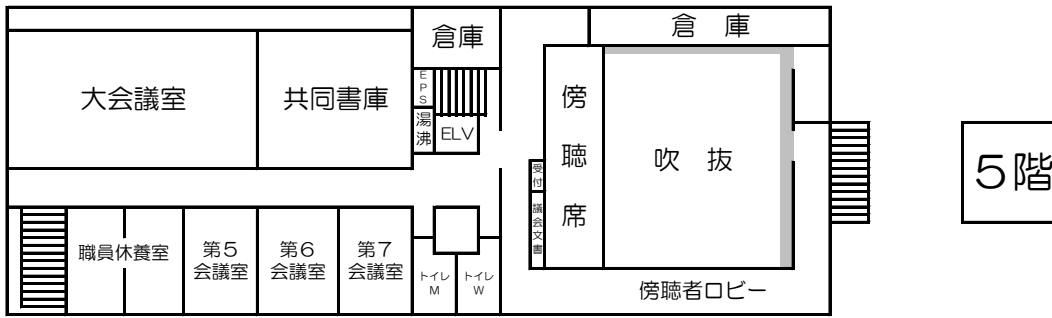 倉庫
倉　庫
大会議室
共同書庫
EPS
湯沸
ELV
傍聴席
吹　抜
受付
議会文書
５階
職員休養室
第５
会議室
第６
会議室
第７
会議室
トイレ
M
トイレ
W
傍聴者ロビー